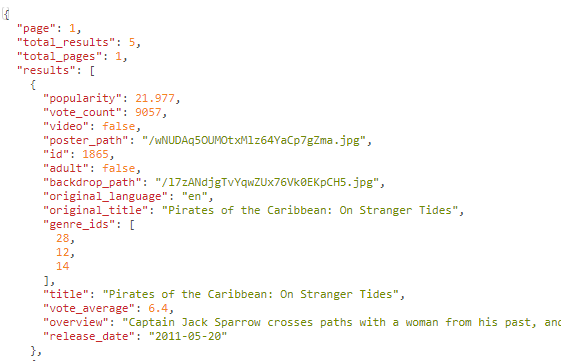 {
"page": 1,
"total_results": 5,
"total_pages": 1,
"results": [
{
"popularity": 21.977,
"vote_count": 9057,
"video": false,
"poster_path": "/wNUDAq5OUMOtxMlz64YaCp7gZma.jpg",
"id": 1865,
"adult": false,
"backdrop_path": "/l7zANdjgTvYqwZUx76Vk0EKpCH5.jpg",
"original_language": "en",
"original_title": "Pirates of the Caribbean: On Stranger Tides",
"genre_ids": [
28,
12,
14
],
"title": "Pirates of the Caribbean: On Stranger Tides",
"vote_average": 6.4,
"overview": "Captain Jack Sparrow crosses paths with a woman from his past, and
"release_date": "2011-05-20"
},